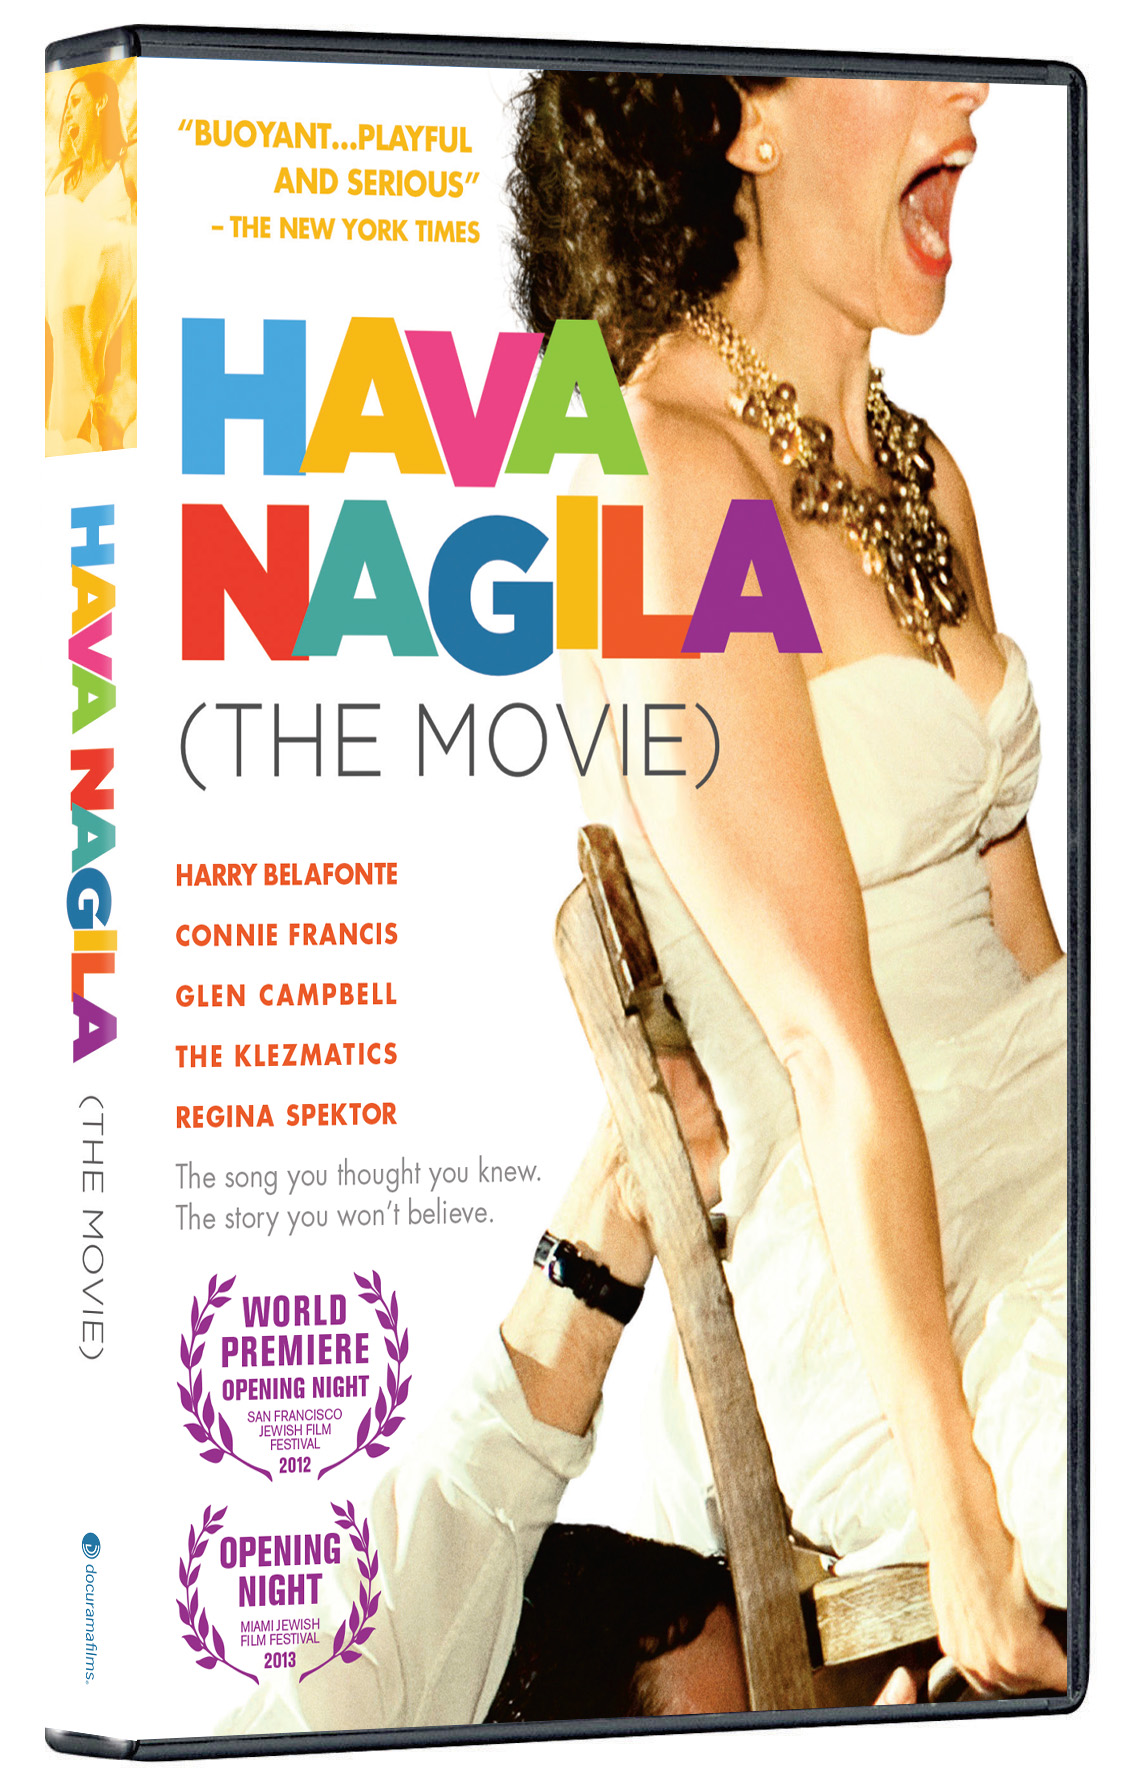 “BUOYANT...PLAYFUL
AND SERIOUS”
– THE NEW YORK TIMES
HAVA
NAGILA
(THE MOVIE)
HARRY BELAFONTE
CONNIE FRANCIS
GLEN CAMPBELL
THE KLEZMATICS
REGINA SPEKTOR
The song you thought you knew.
The story you won’t believe.
WORLD
PREMIERE
OPENING NIGHT
SAN FRANCISCO
JEWISH FILM
FESTIVAL
2012
OPENING
NIGHT
MIAMI JEWISH
FILM FESTIVAL
2013
HAVA NAGILA (THE MOVIE)
docuramafilms.